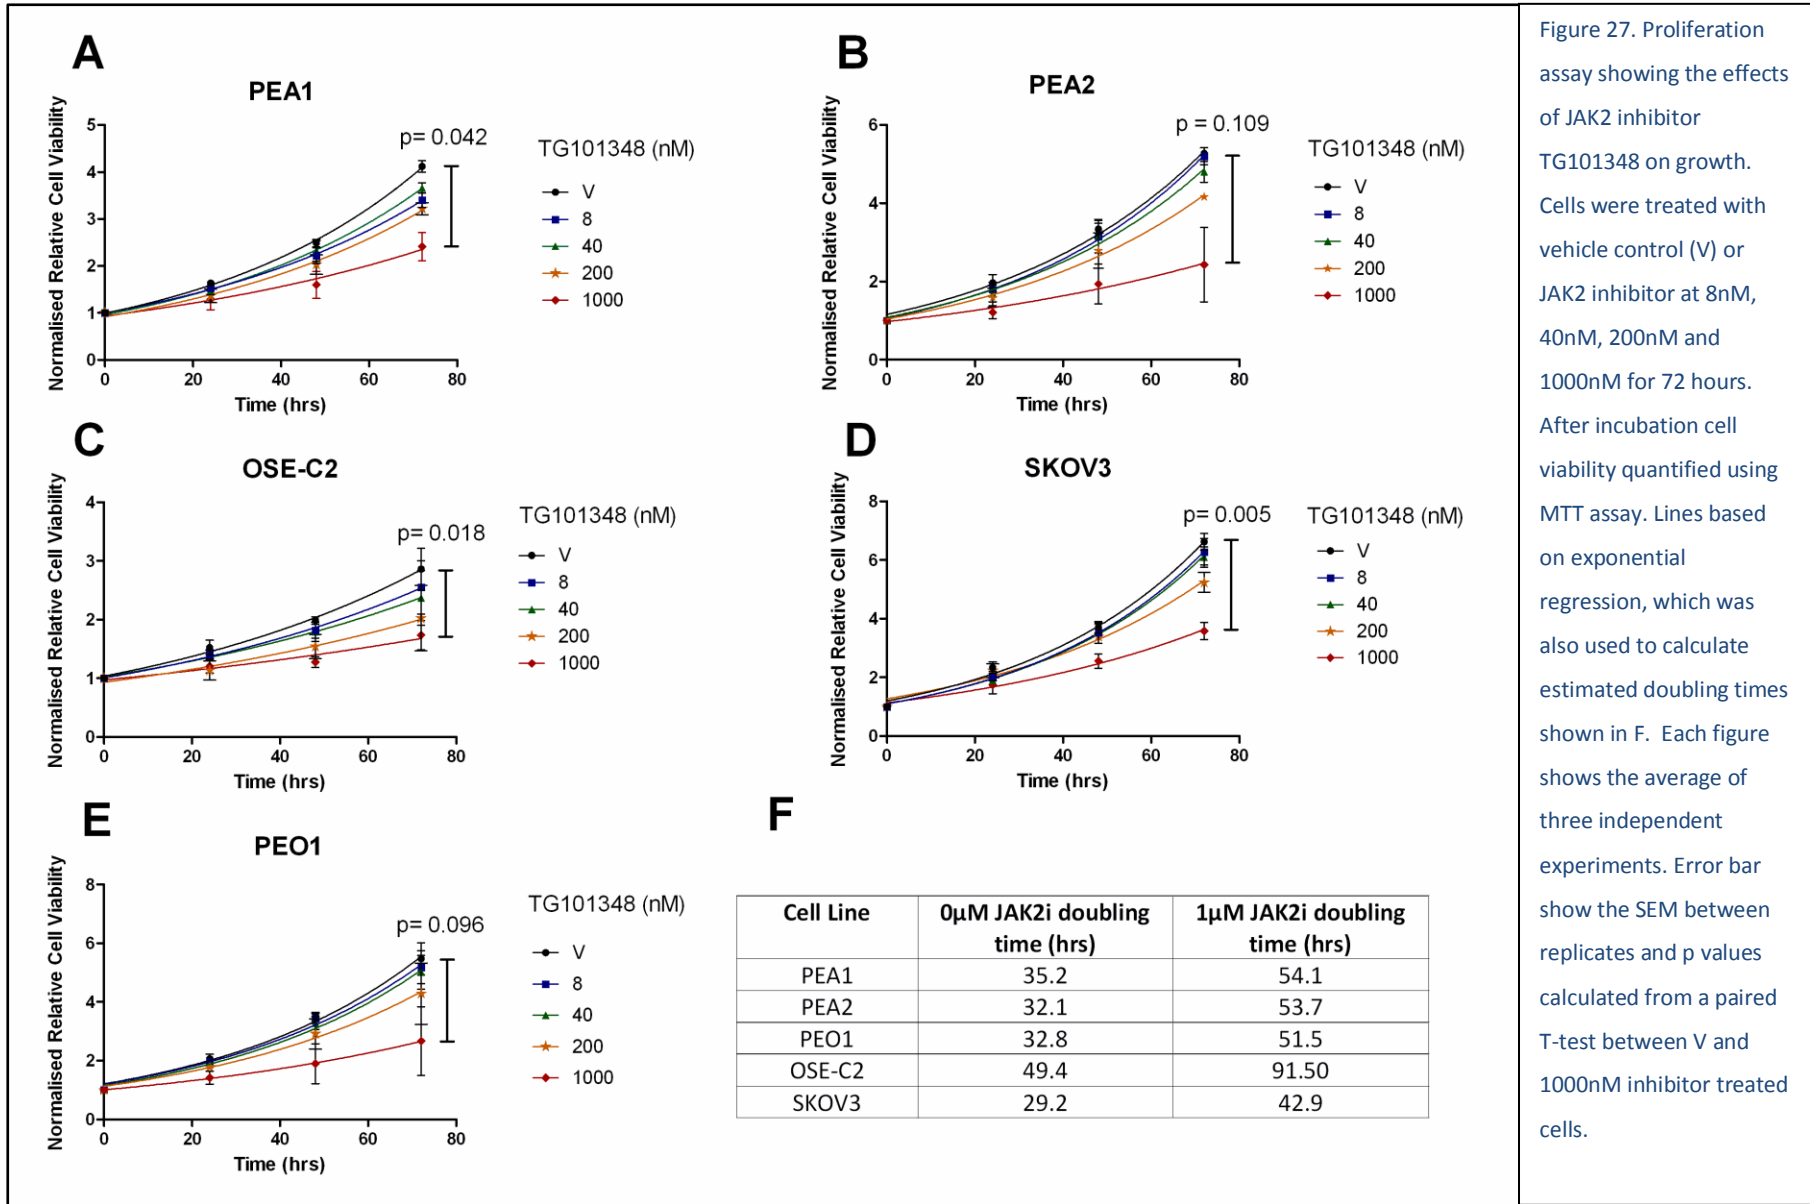 A
PEA1
Normalised Relative Cell Viability
5
4
3
2
1
0
0
20
40
60
80
Time (hrs)
p= 0.042
TG101348 (nM)
V
8
40
200
1000
B
PEA2
Normalised Relative Cell Viability
6
4
2
0
0
20
40
60
80
Time (hrs)
p = 0.109
TG101348 (nM)
V
8
40
200
1000
C
OSE-C2
Normalised Relative Cell Viability
4
3
2
1
0
0
20
40
60
80
Time (hrs)
p= 0.018
TG101348 (nM)
V
8
40
200
1000
D
SKOV3
Normalised Relative Cell Viability
8
6
4
2
0
0
20
40
60
80
Time (hrs)
p= 0.005
TG101348 (nM)
V
8
40
200
1000
E
PEO1
Normalised Relative Cell Viability
8
6
4
2
0
0
20
40
60
80
Time (hrs)
p= 0.096
TG101348 (nM)
V
8
40
200
1000
F
Cell Line 0µM JAK2i doubling time (hrs) 1µM JAK2i doubling time (hrs)
PEA1 35.2 54.1
PEA2 32.1 53.7
PEO1 32.8 51.5
OSE-C2 49.4 91.50
SKOV3 29.2 42.9
Figure 27. Proliferation
assay showing the effects
of JAK2 inhibitor
TG101348 on growth.
Cells were treated with
vehicle control (V) or
JAK2 inhibitor at 8nM,
40nM, 200nM and
1000nM for 72 hours.
After incubation cell
viability quantified using
MTT assay. Lines based
on exponential
regression, which was
also used to calculate
estimated doubling times
shown in F. Each figure
shows the average of
three independent
experiments. Error bar
show the SEM between
replicates and p values
calculated from a paired
T-test between V and
1000nM inhibitor treated
cells.